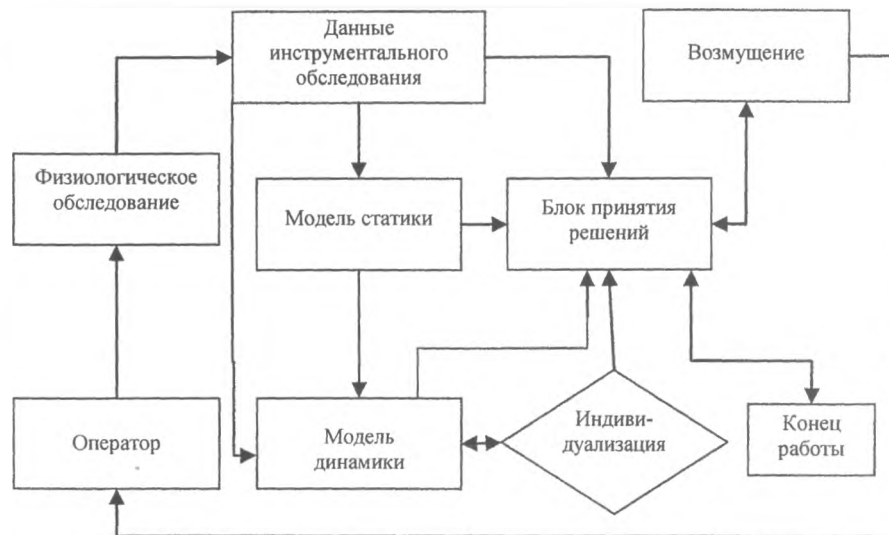 Данные
инструментального
обследования
Возмущение
Физиологическое
обследование
Модель статики
Блок принятия
решений
Оператор
Модель
динамики
Индиви-
дуализация
Конец
работы